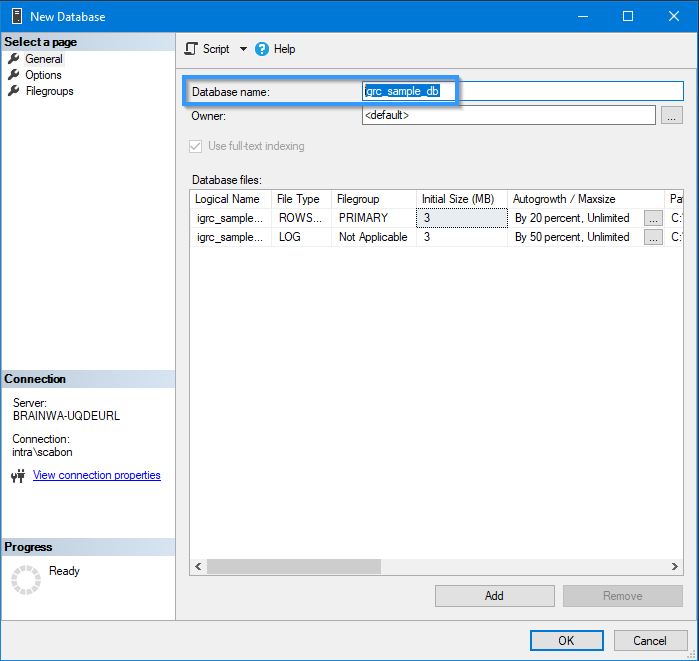 New Database
Select a page
General
Options
Filegroups
Script
Help
Database name: igrc_sample_db
Owner: <default> ...
Use full-text indexing
Database files:
Logical Name File Type Filegroup Initial Size (MB) Autogrowth / Maxsize
igrc_sample... ROWS... PRIMARY 3 By 20 percent, Unlimited ... C:\
igrc_sample... LOG Not Applicable 3 By 50 percent, Unlimited ... C:\
Connection
Server:
BRAINWA-UQDEURL
Connection:
intra\scabon
View connection properties
Progress
Ready
Add Remove
OK Cancel